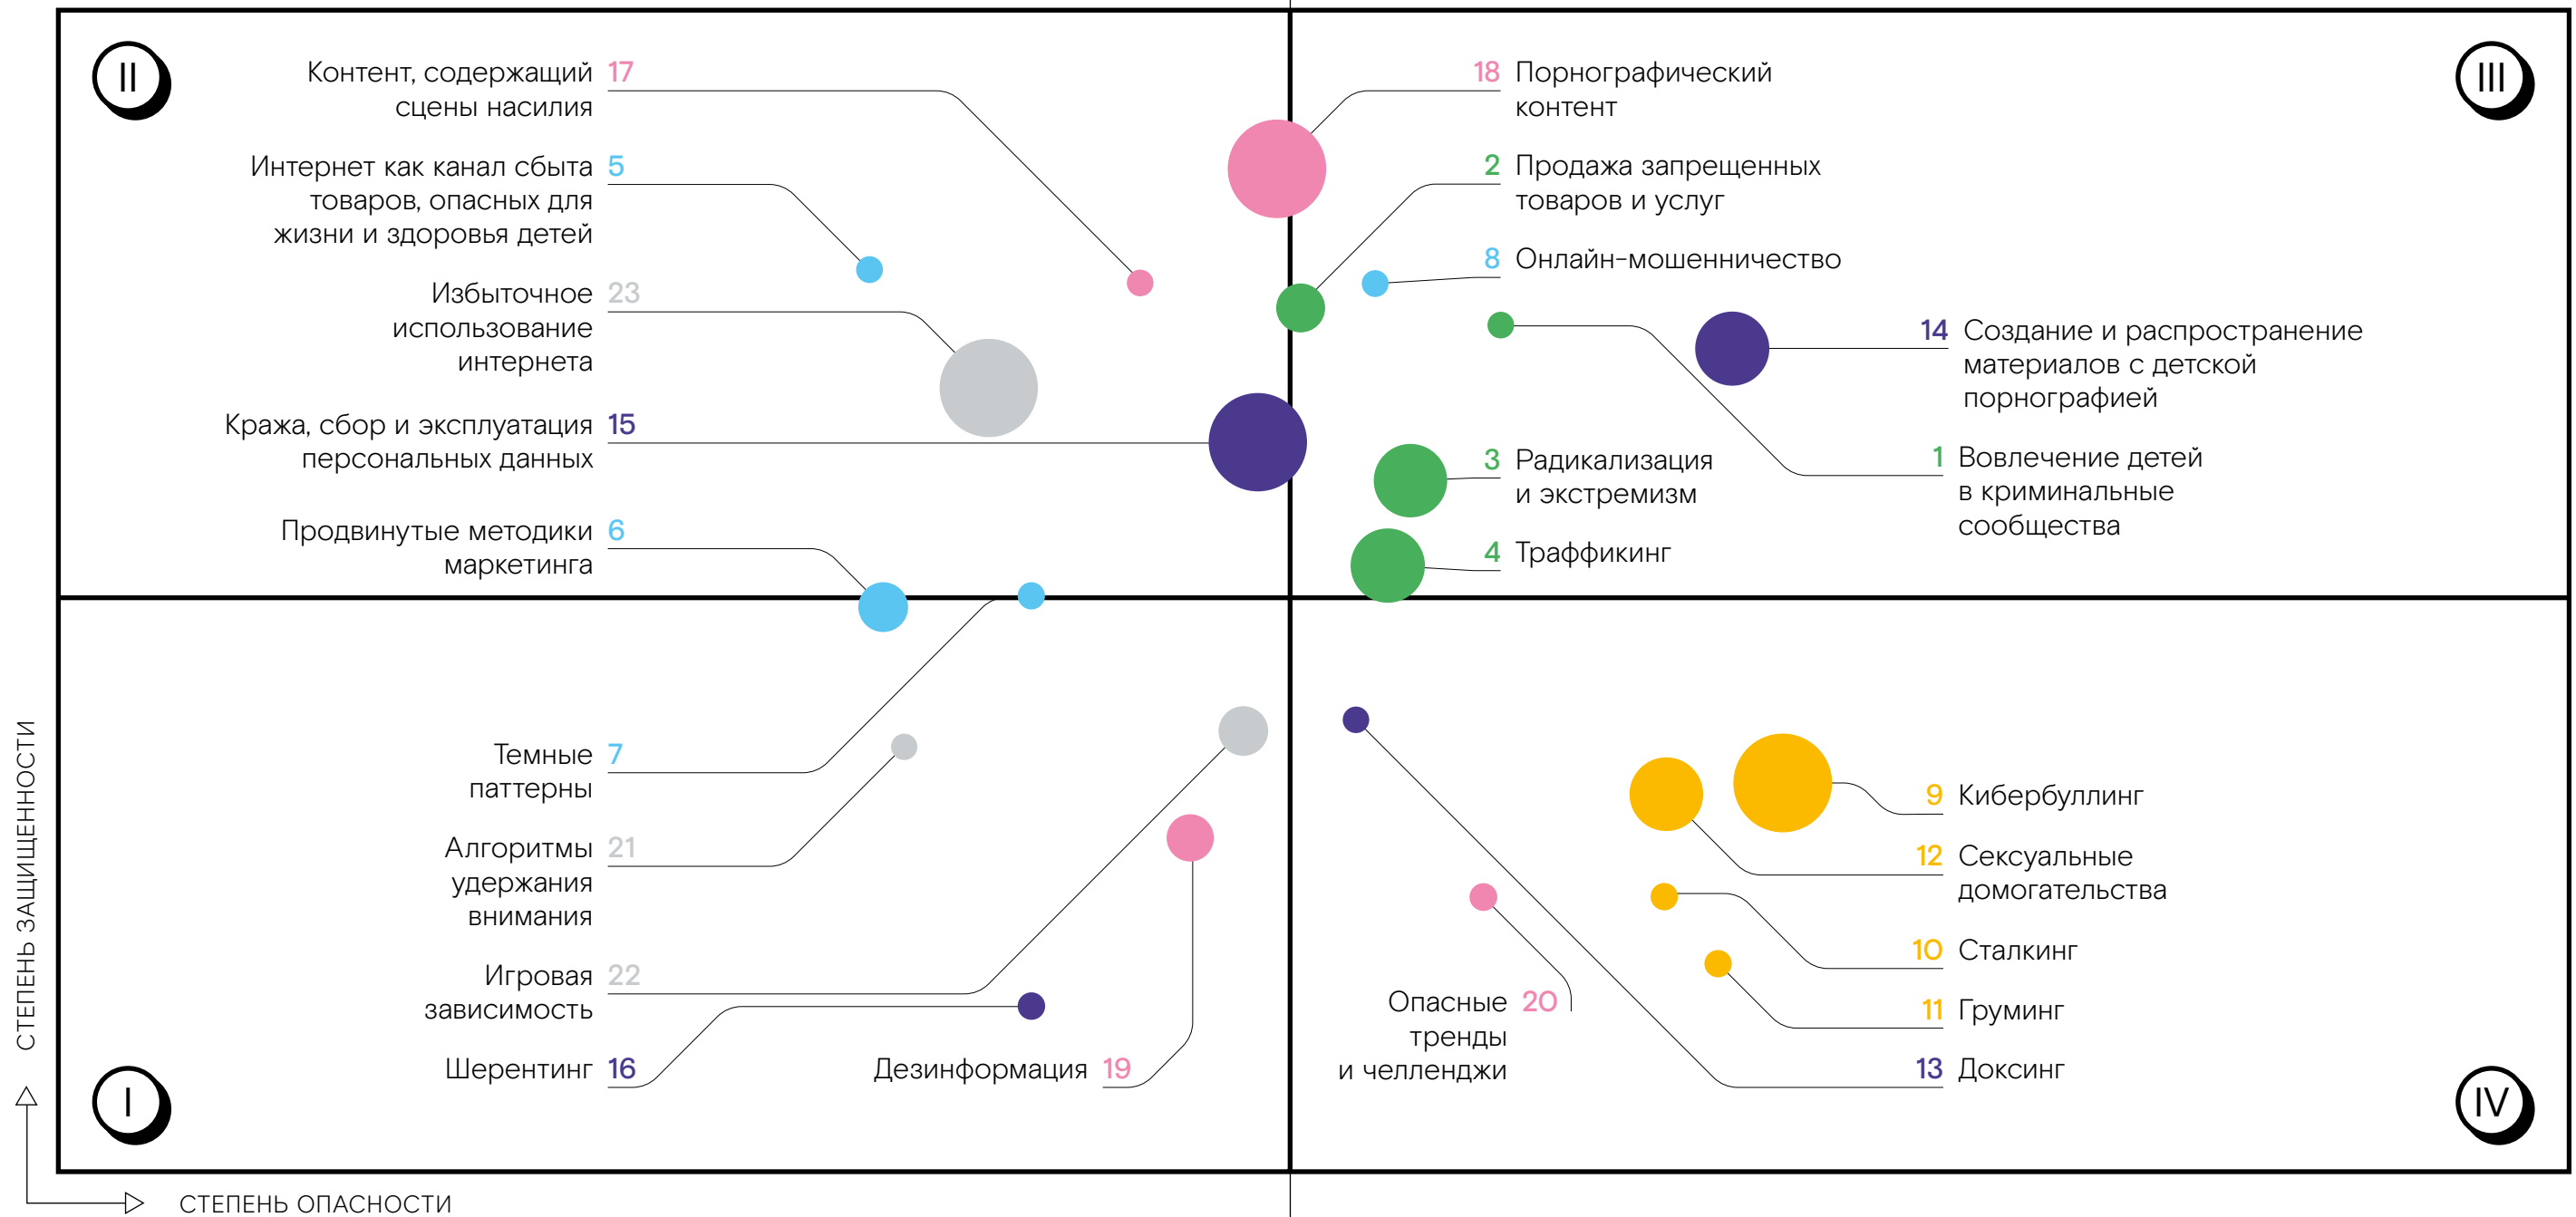 II
Контент, содержащий 17
сцены насилия
Интернет как канал сбыта 5
товаров, опасных для
жизни и здоровья детей
Избыточное 23
использование
интернета
Кража, сбор и эксплуатация 15
персональных данных
Продвинутые методики 6
маркетинга
18 Порнографический
контент
2 Продажа запрещенных
товаров и услуг
8 Онлайн-мошенничество
14 Создание и распространение
материалов с детской
порнографией
3 Радикализация
и экстремизм
1 Вовлечение детей
в криминальные
сообщества
4 Траффикинг
III
Темные 7
паттерны
Алгоритмы 21
удержания
внимания
Игровая 22
зависимость
Шерентинг 16
Дезинформация 19
I
9 Кибербуллинг
12 Сексуальные
домогательства
10 Сталкинг
11 Груминг
13 Доксинг
Опасные 20
тренды
и челленджи
IV
СТЕПЕНЬ ЗАЩИЩЕННОСТИ
СТЕПЕНЬ ОПАСНОСТИ